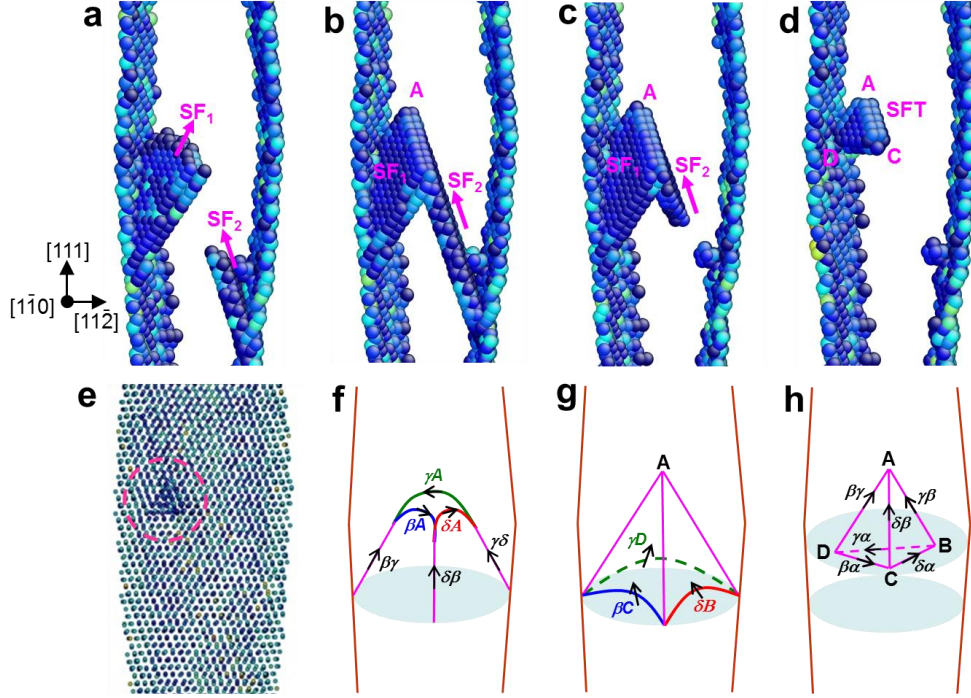 a
SF₁
SF₂
[111]
[11̅0]
[112̅]
b
A
SF₁
SF₂
c
A
SF₁
SF₂
d
A
SFT
D
C
e
f
γA
βA
δA
βγ
δβ
γδ
g
A
γD
βC
δB
h
A
βγ
γβ
δβ
γα
D
B
βα
δα
C